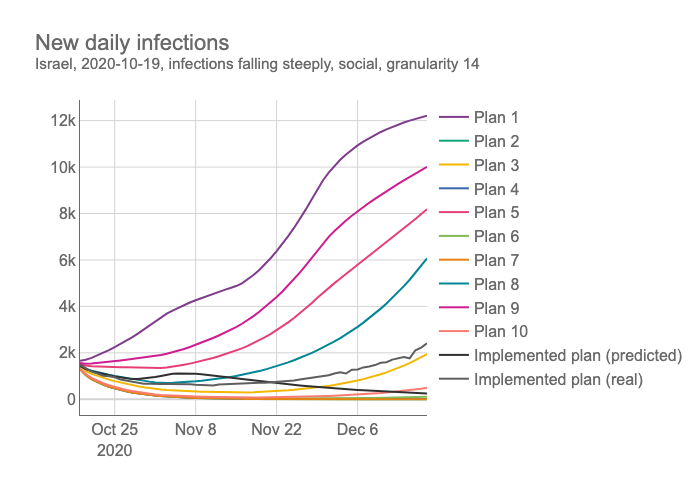 New daily infections
Israel, 2020-10-19, infections falling steeply, social, granularity 14
12k
10k
8k
6k
4k
2k
0
Oct 25
2020
Nov 8
Nov 22
Dec 6
Plan 1
Plan 2
Plan 3
Plan 4
Plan 5
Plan 6
Plan 7
Plan 8
Plan 9
Plan 10
Implemented plan (predicted)
Implemented plan (real)